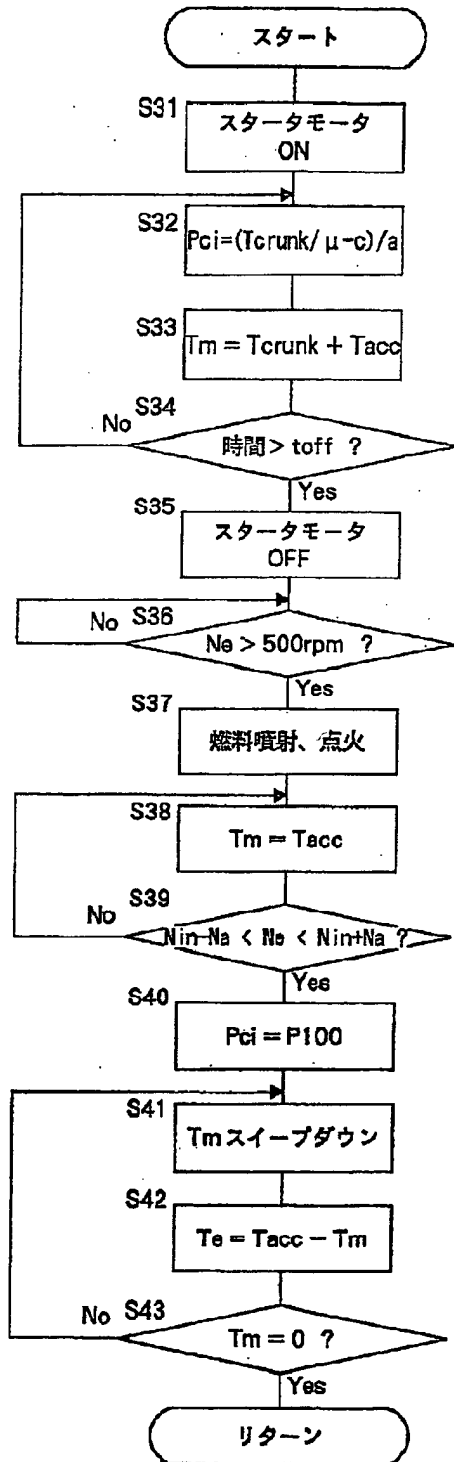 スタート
S31
スタータモータ
ON
S32
Pci=(Tcrunk/μ-c)/a
S33
Tm = Tcrunk + Tacc
No S34
時間 > toff ?
Yes
S35
スタータモータ
OFF
No S36
Ne > 500rpm ?
Yes
S37
燃料噴射、点火
S38
Tm = Tacc
S39
No
Nin-Na < Ne < Nin+Na ?
Yes
S40
Pci = P100
S41
Tmスイープダウン
S42
Te = Tacc - Tm
No S43
Tm = 0 ?
Yes
リターン